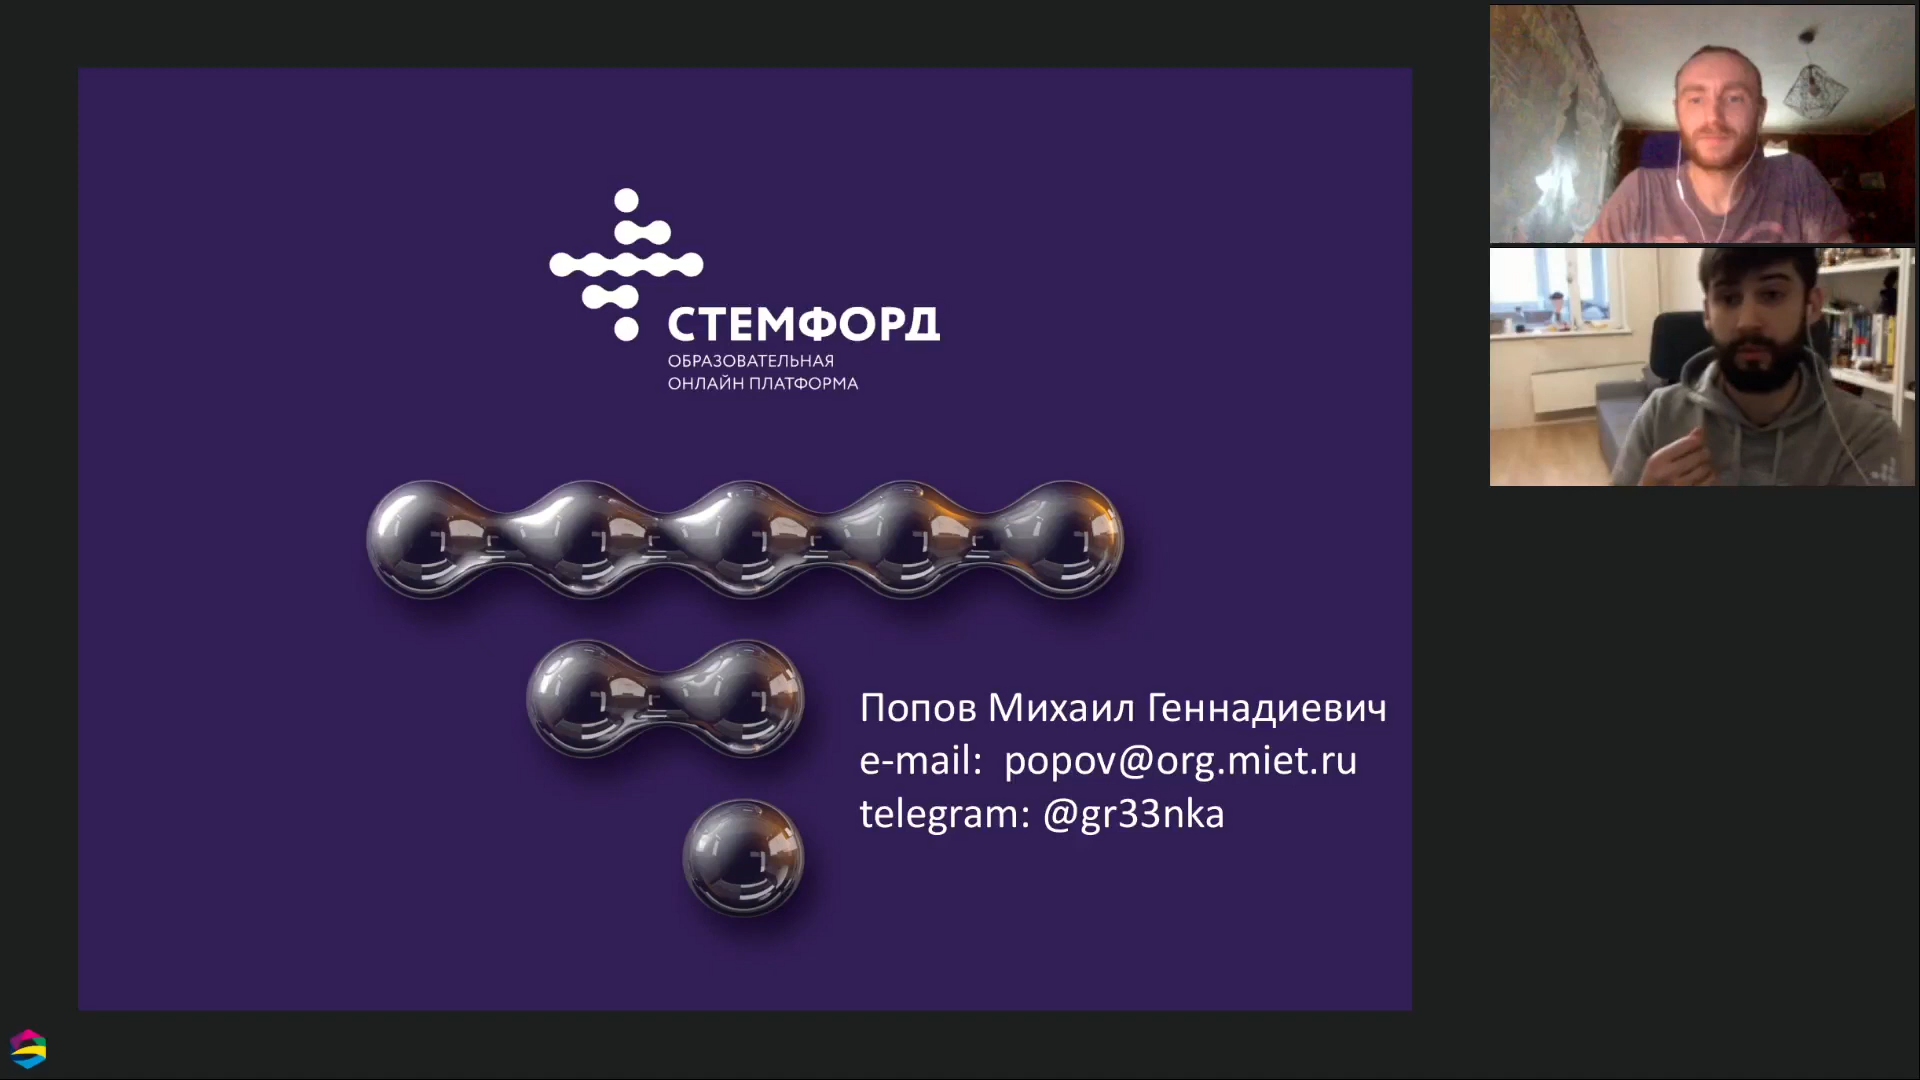 СТЕМФОРД
ОБРАЗОВАТЕЛЬНАЯ
ОНЛАЙН ПЛАТФОРМА
Попов Михаил Геннадиевич
e-mail:  popov@org.miet.ru
telegram: @gr33nka